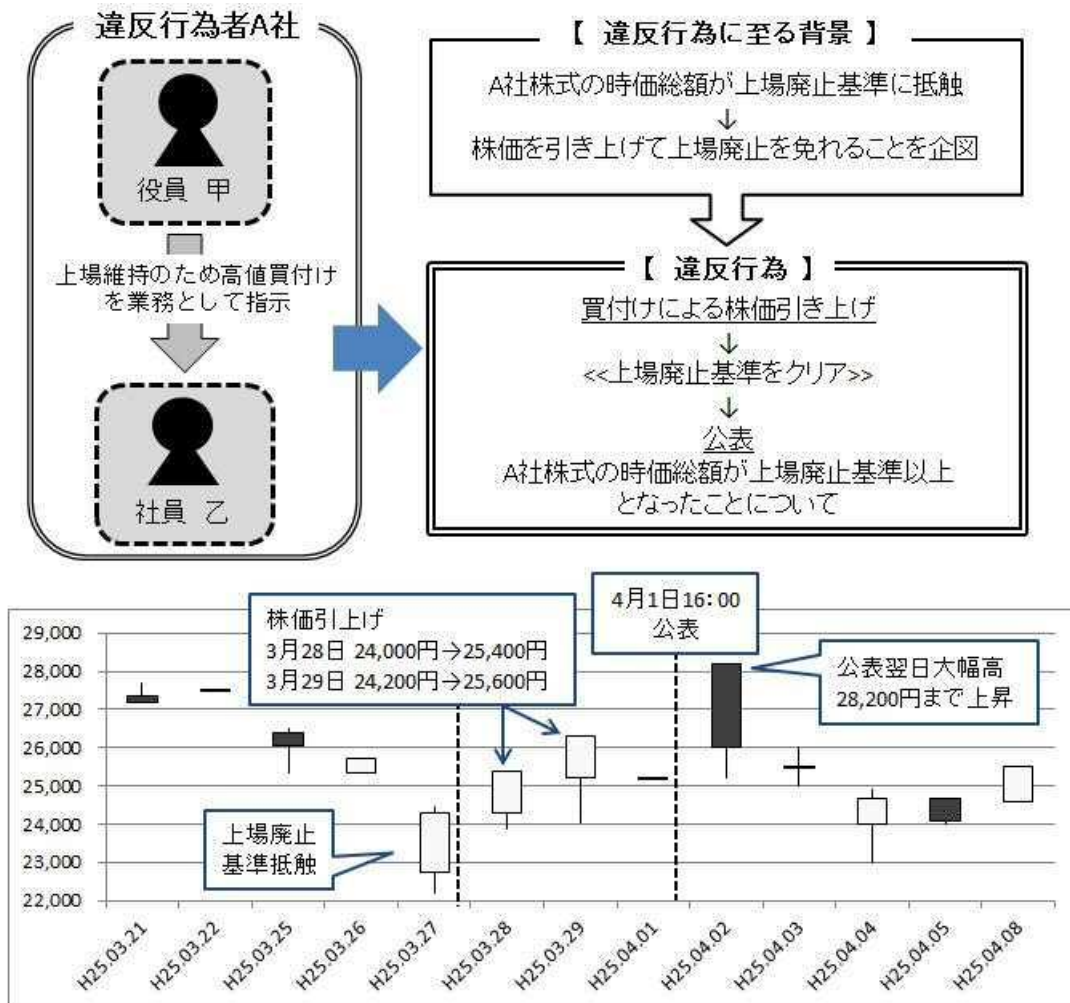 違反行為者A社
役員 甲
上場維持のため高値買付け
を業務として指示
社員 乙
【 違反行為に至る背景 】
A社株式の時価総額が上場廃止基準に抵触
↓
株価を引き上げて上場廃止を免れることを企図
【 違反行為 】
買付けによる株価引き上げ
↓
<<上場廃止基準をクリア>>
↓
公表
A社株式の時価総額が上場廃止基準以上
となったことについて
株価引上げ
3月28日 24,000円→25,400円
3月29日 24,200円→25,600円
4月1日16:00
公表
公表翌日大幅高
28,200円まで上昇
上場廃止
基準抵触
29,000
28,000
27,000
26,000
25,000
24,000
23,000
22,000
H25.03.21
H25.03.22
H25.03.25
H25.03.26
H25.03.27
H25.03.28
H25.03.29
H25.04.01
H25.04.02
H25.04.03
H25.04.04
H25.04.05
H25.04.08